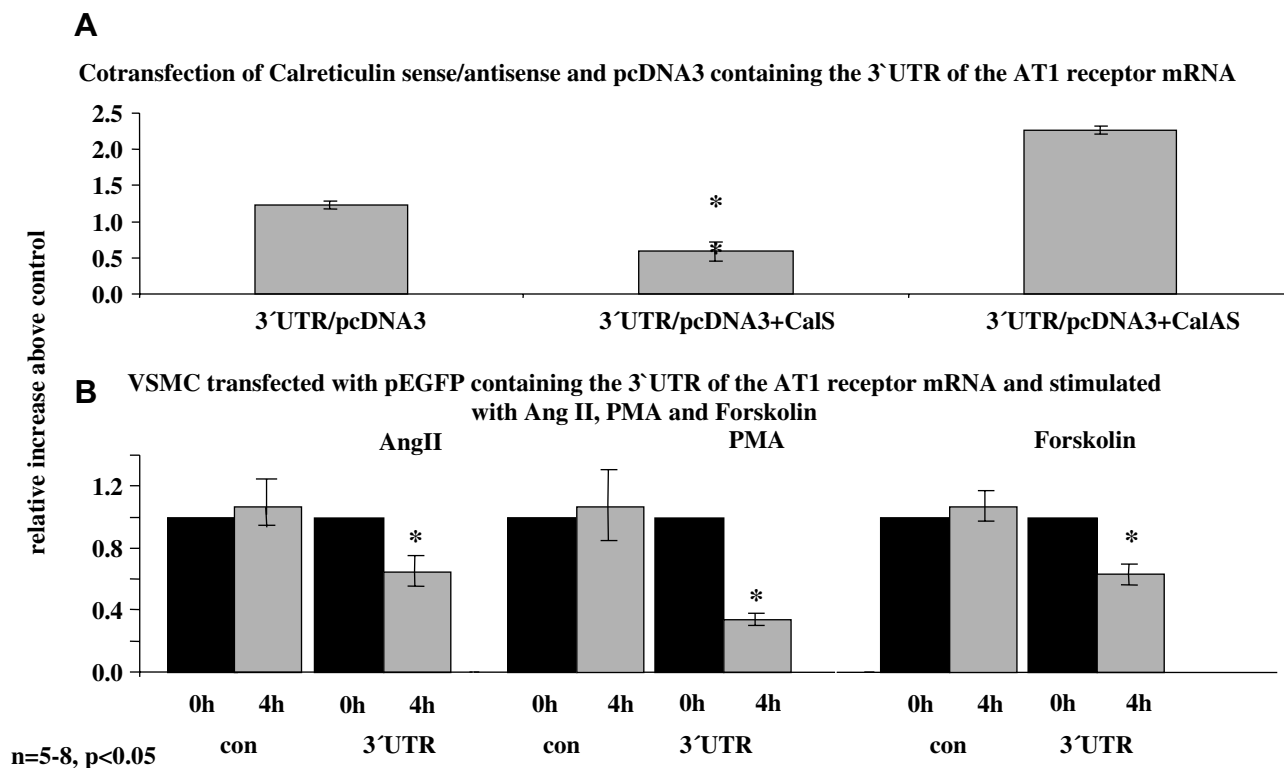 A
Cotransfection of Calreticulin sense/antisense and pcDNA3 containing the 3`UTR of the AT1 receptor mRNA
2.5
2.0
1.5
1.0
0.5
0.0
*
*
3´UTR/pcDNA3
3´UTR/pcDNA3+CalS
3´UTR/pcDNA3+CalAS
relative increase above control
B
VSMC transfected with pEGFP containing the 3`UTR of the AT1 receptor mRNA and stimulated
with Ang II, PMA and Forskolin
AngII
PMA
Forskolin
1.2
0.8
0.4
0.0
*
*
*
0h 4h 0h 4h 0h 4h 0h 4h 0h 4h 0h 4h
con 3´UTR con 3´UTR con 3´UTR
n=5-8, p<0.05